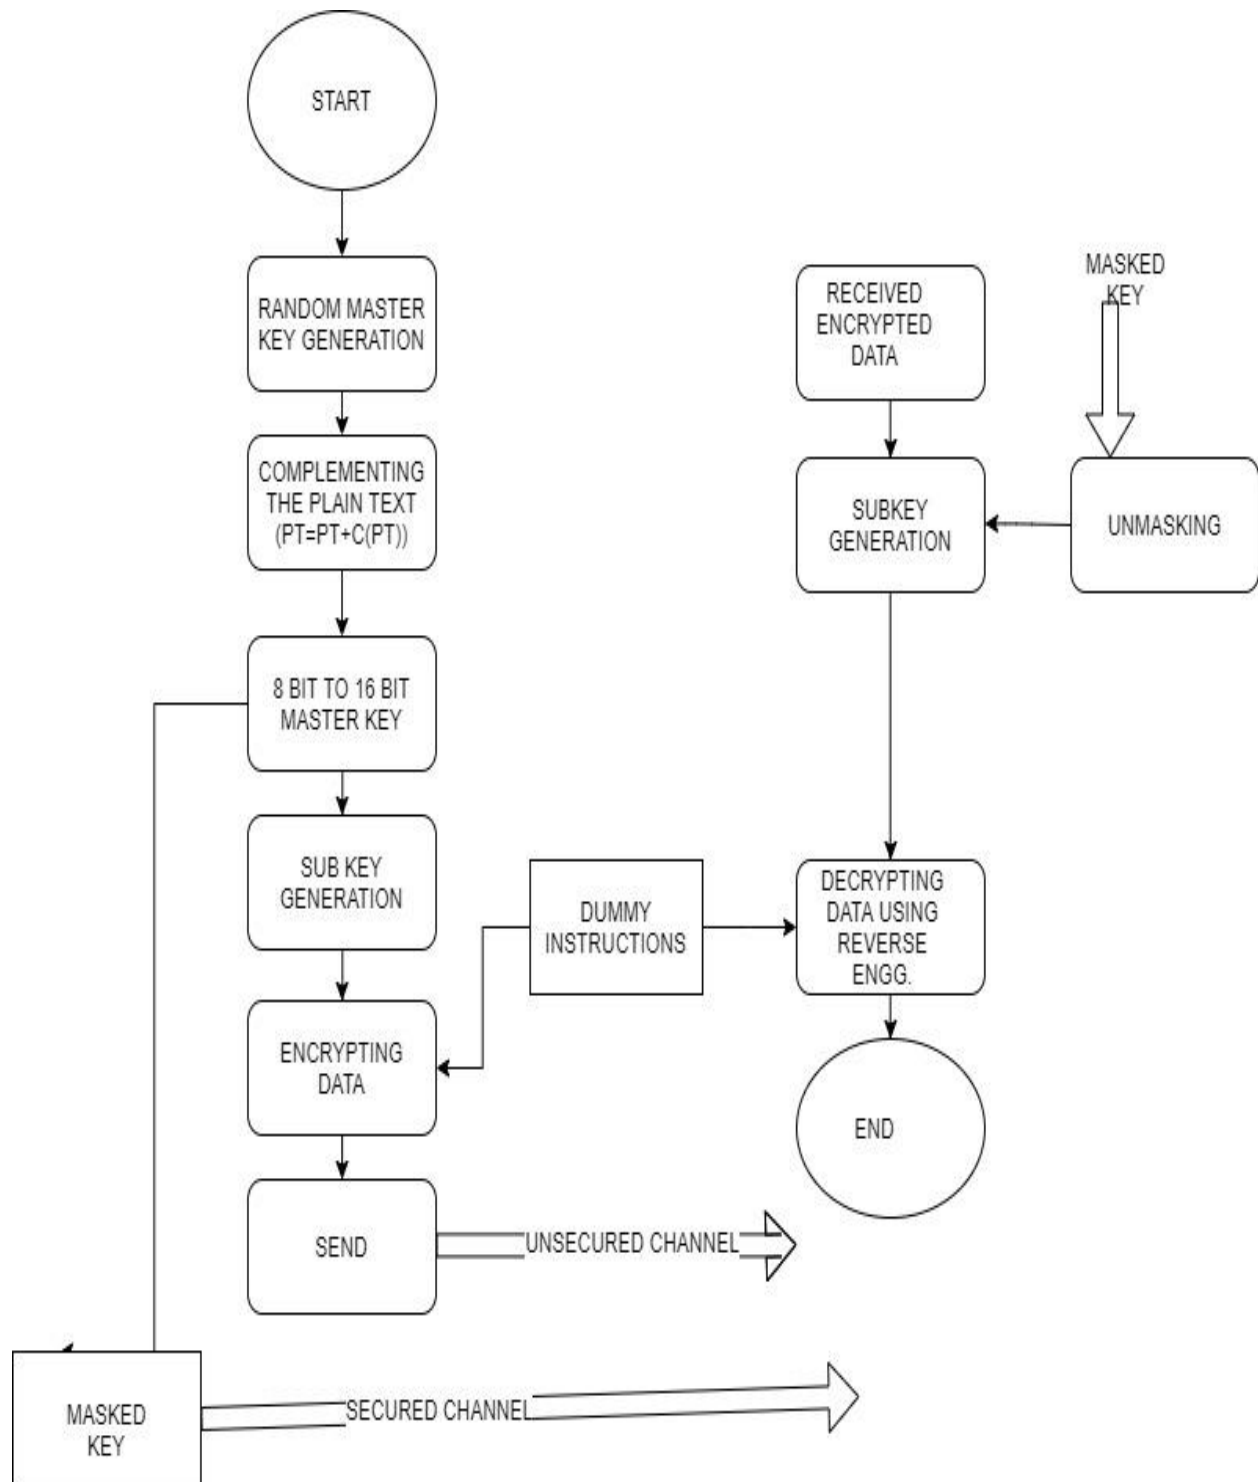 START
RANDOM MASTER
KEY GENERATION
COMPLEMENTING
THE PLAIN TEXT
(PT=PT+C(PT))
8 BIT TO 16 BIT
MASTER KEY
SUB KEY
GENERATION
ENCRYPTING
DATA
SEND
UNSECURED CHANNEL
MASKED
KEY
SECURED CHANNEL
DUMMY
INSTRUCTIONS
RECEIVED
ENCRYPTED
DATA
MASKED
KEY
SUBKEY
GENERATION
UNMASKING
DECRYPTING
DATA USING
REVERSE
ENGG.
END